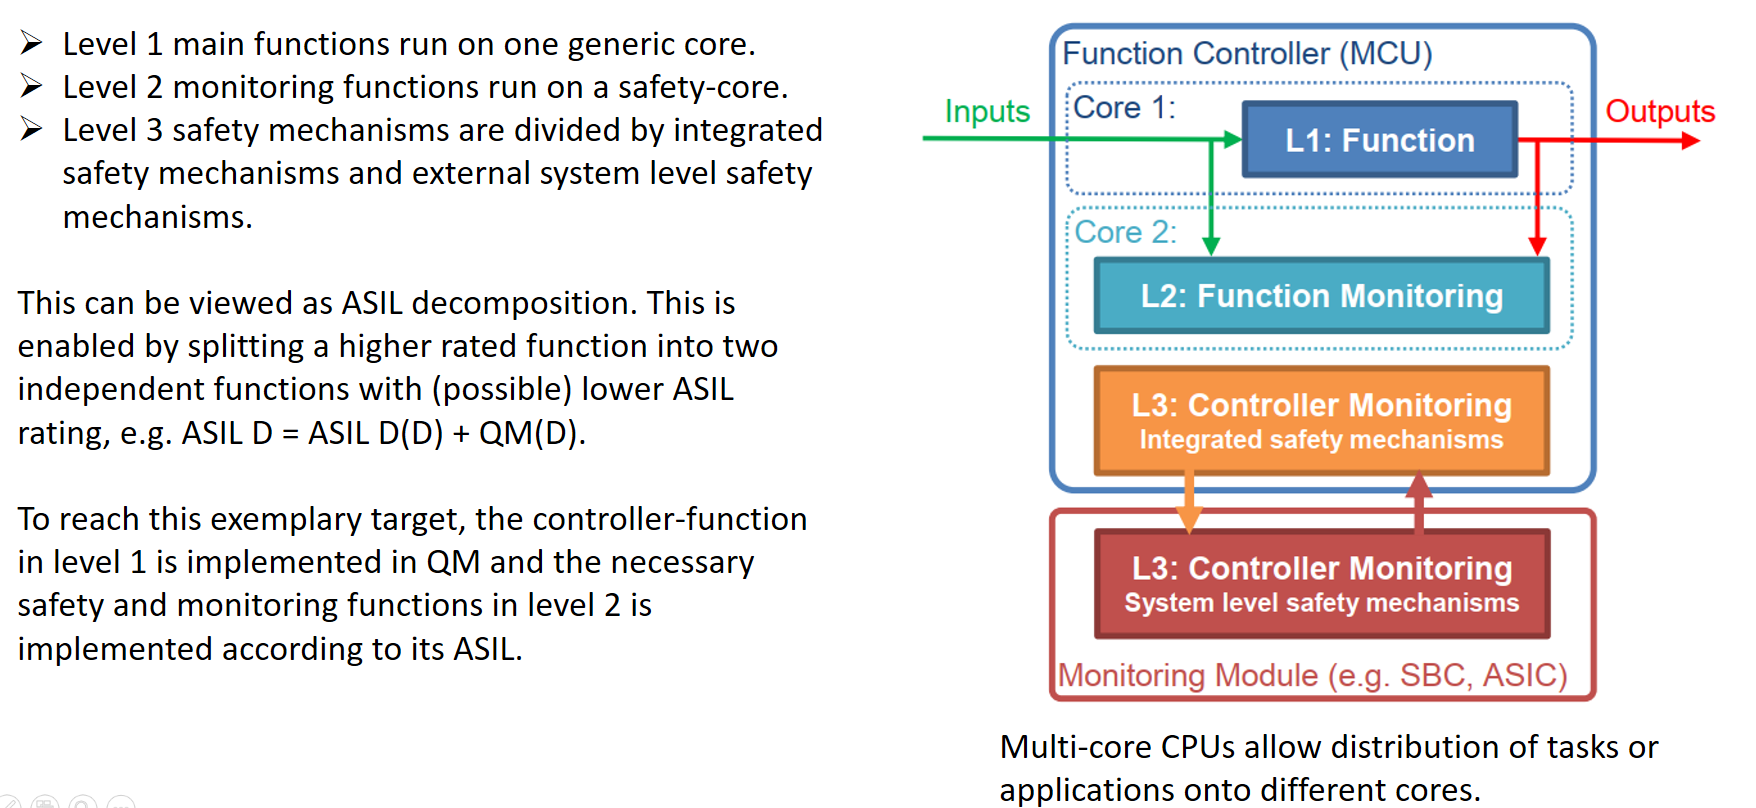 Level 1 main functions run on one generic core.
Level 2 monitoring functions run on a safety-core.
Level 3 safety mechanisms are divided by integrated
safety mechanisms and external system level safety
mechanisms.
This can be viewed as ASIL decomposition. This is
enabled by splitting a higher rated function into two
independent functions with (possible) lower ASIL
rating, e.g. ASIL D = ASIL D(D) + QM(D).
To reach this exemplary target, the controller-function
in level 1 is implemented in QM and the necessary
safety and monitoring functions in level 2 is
implemented according to its ASIL.
Function Controller (MCU)
Inputs
Core 1:
L1: Function
Outputs
Core 2:
L2: Function Monitoring
L3: Controller Monitoring
Integrated safety mechanisms
L3: Controller Monitoring
System level safety mechanisms
Monitoring Module (e.g. SBC, ASIC)
Multi-core CPUs allow distribution of tasks or
applications onto different cores.